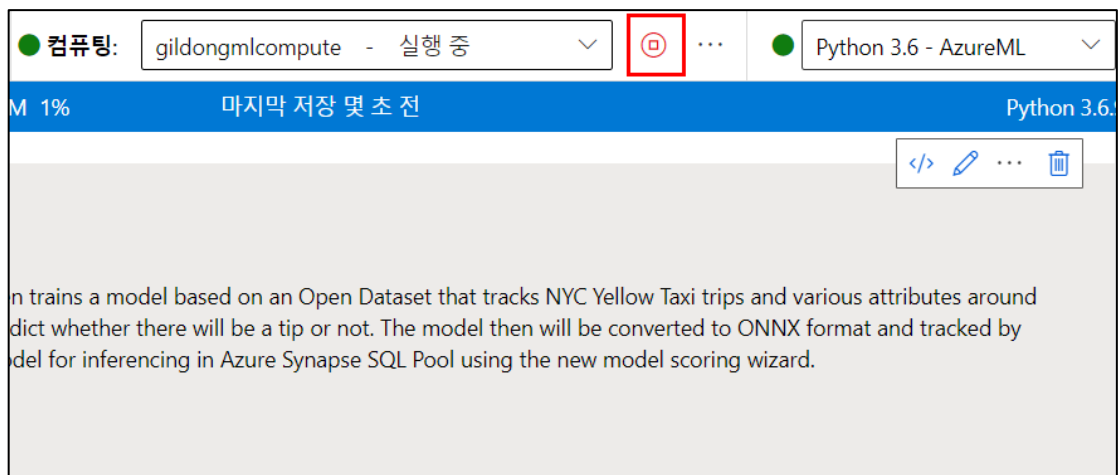 컴퓨팅: gildongmlcompute - 실행 중 ... Python 3.6 - AzureML
M 1% 마지막 저장 몇 초 전 Python 3.6.
</> ...
n trains a model based on an Open Dataset that tracks NYC Yellow Taxi trips and various attributes around
dict whether there will be a tip or not. The model then will be converted to ONNX format and tracked by
del for inferencing in Azure Synapse SQL Pool using the new model scoring wizard.